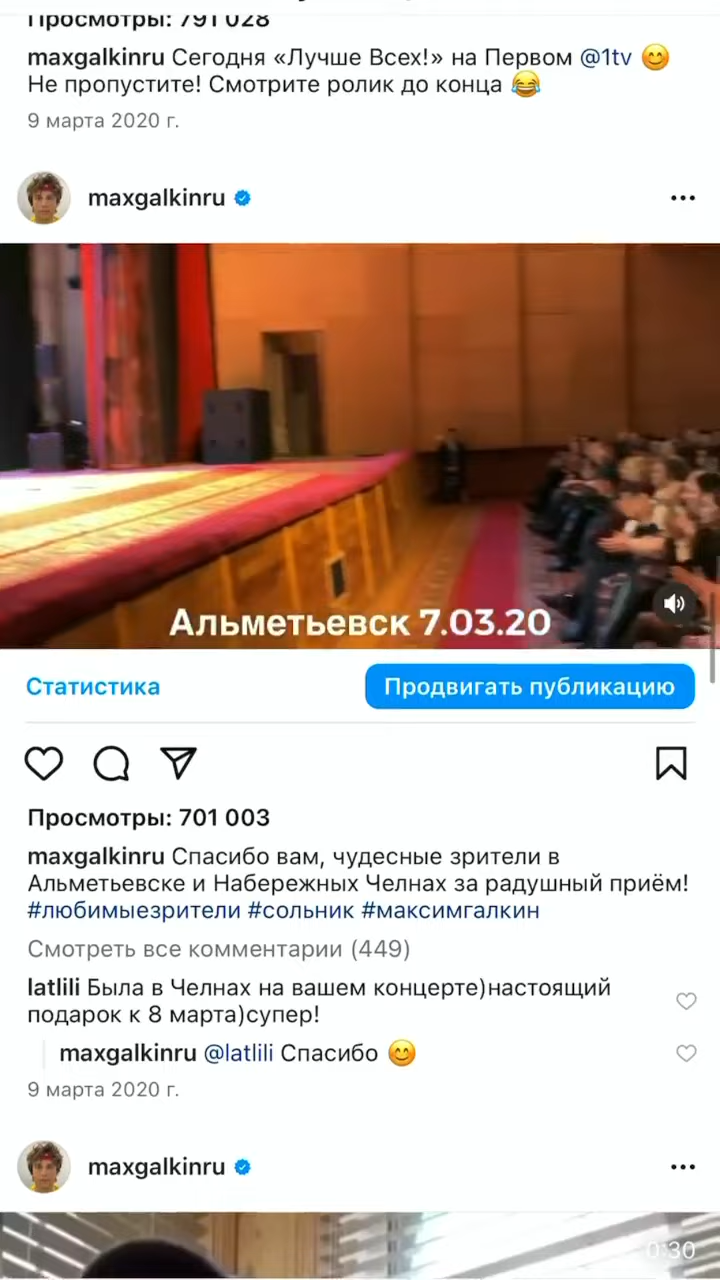 Просмотры: 791 028
maxgalkinru Сегодня «Лучше Всех!» на Первом @1tv 😊
Не пропустите! Смотрите ролик до конца 😂
9 марта 2020 г.
maxgalkinru
Альметьевск 7.03.20
Статистика
Продвигать публикацию
Просмотры: 701 003
maxgalkinru Спасибо вам, чудесные зрители в
Альметьевске и Набережных Челнах за радушный приём!
#любимыезрители #сольник #максимгалкин
Смотреть все комментарии (449)
latlili Была в Челнах на вашем концерте)настоящий
подарок к 8 марта)супер!
maxgalkinru @latlili Спасибо 😊
9 марта 2020 г.
maxgalkinru
0:30